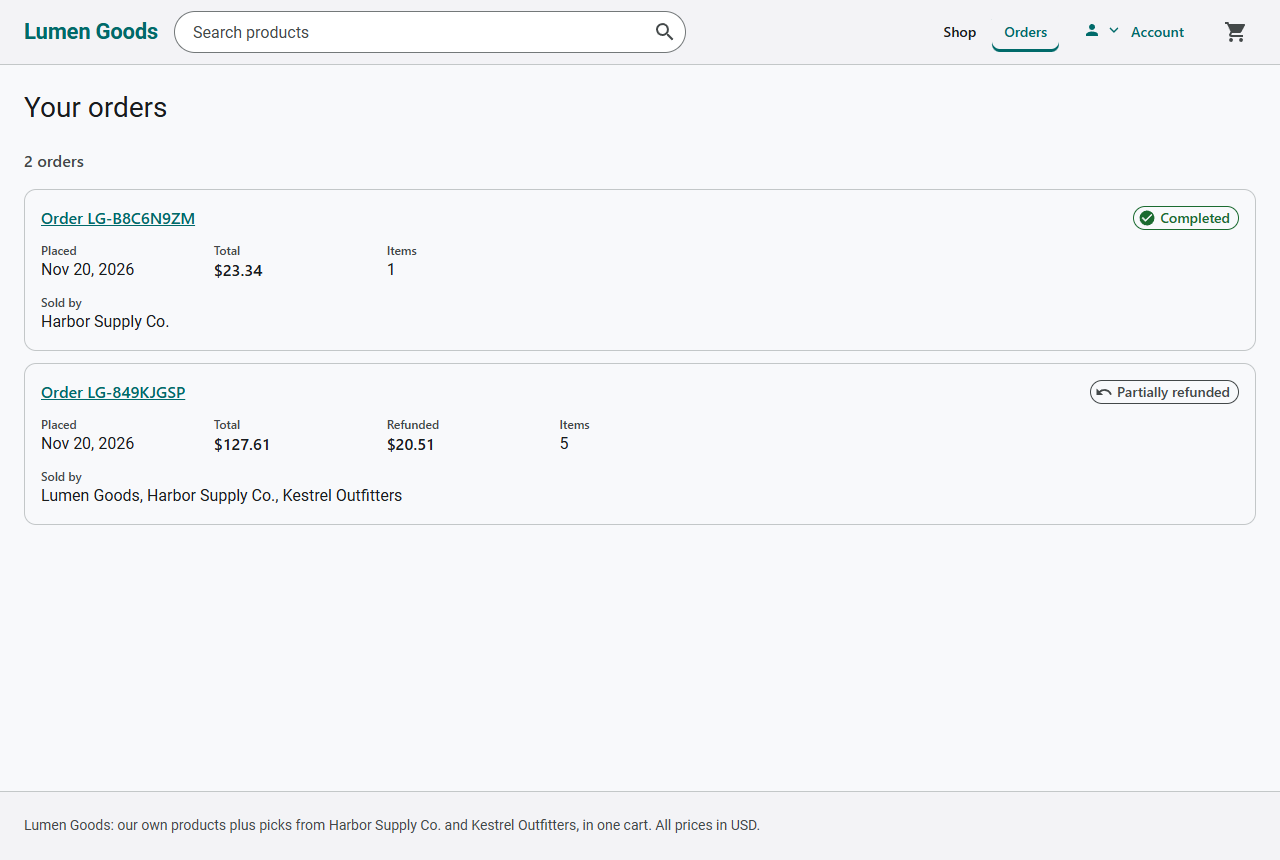 Lumen Goods
Search products
Shop
Orders
Account
Your orders
2 orders
Order LG-B8C6N9ZM
Completed
Placed
Total
Items
Nov 20, 2026
$23.34
1
Sold by
Harbor Supply Co.
Order LG-849KJGSP
Partially refunded
Placed
Total
Refunded
Items
Nov 20, 2026
$127.61
$20.51
5
Sold by
Lumen Goods, Harbor Supply Co., Kestrel Outfitters
Lumen Goods: our own products plus picks from Harbor Supply Co. and Kestrel Outfitters, in one cart. All prices in USD.